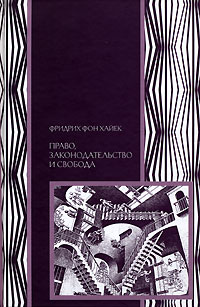 ФРИДРИХ ФОН ХАЙЕК
ПРАВО,
ЗАКОНОДАТЕЛЬСТВО
И СВОБОДА